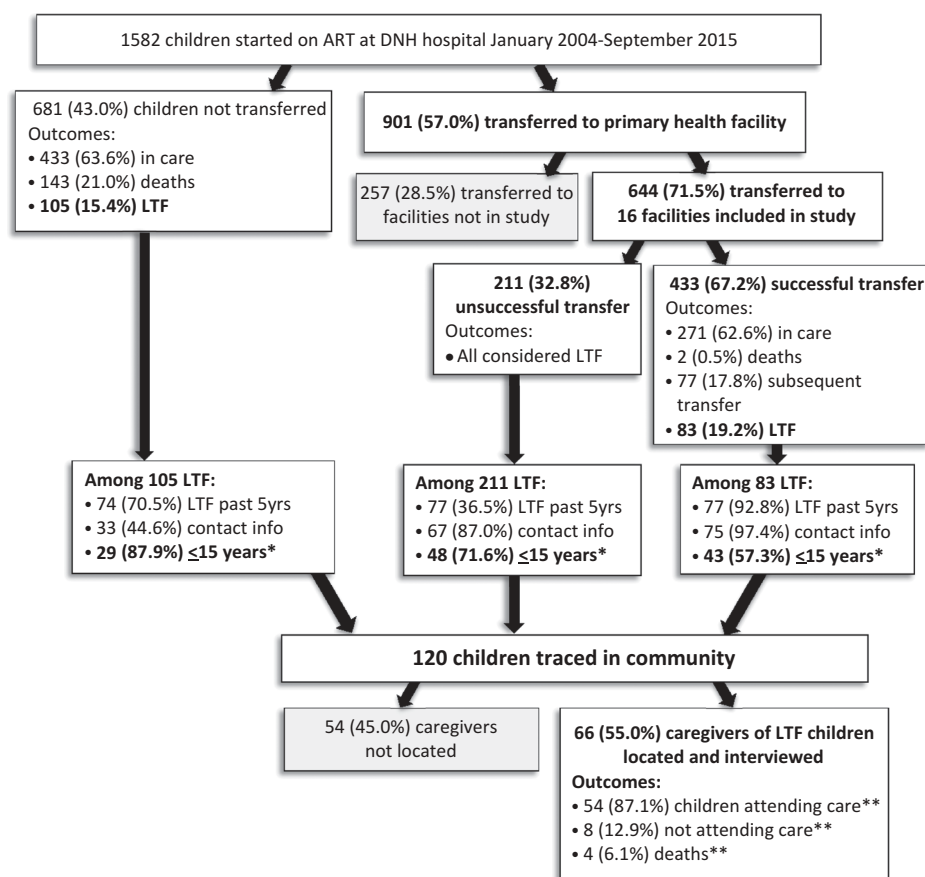 1582 children started on ART at DNH hospital January 2004-September 2015
681 (43.0%) children not transferred
Outcomes:
• 433 (63.6%) in care
• 143 (21.0%) deaths
• 105 (15.4%) LTF
901 (57.0%) transferred to primary health facility
257 (28.5%) transferred to
facilities not in study
644 (71.5%) transferred to
16 facilities included in study
211 (32.8%)
unsuccessful transfer
Outcomes:
• All considered LTF
433 (67.2%) successful transfer
Outcomes:
• 271 (62.6%) in care
• 2 (0.5%) deaths
• 77 (17.8%) subsequent
transfer
• 83 (19.2%) LTF
Among 105 LTF:
• 74 (70.5%) LTF past 5yrs
• 33 (44.6%) contact info
• 29 (87.9%) ≤15 years*
Among 211 LTF:
• 77 (36.5%) LTF past 5yrs
• 67 (87.0%) contact info
• 48 (71.6%) ≤15 years*
Among 83 LTF:
• 77 (92.8%) LTF past 5yrs
• 75 (97.4%) contact info
• 43 (57.3%) ≤15 years*
120 children traced in community
54 (45.0%) caregivers
not located
66 (55.0%) caregivers of LTF children
located and interviewed
Outcomes:
• 54 (87.1%) children attending care**
• 8 (12.9%) not attending care**
• 4 (6.1%) deaths**